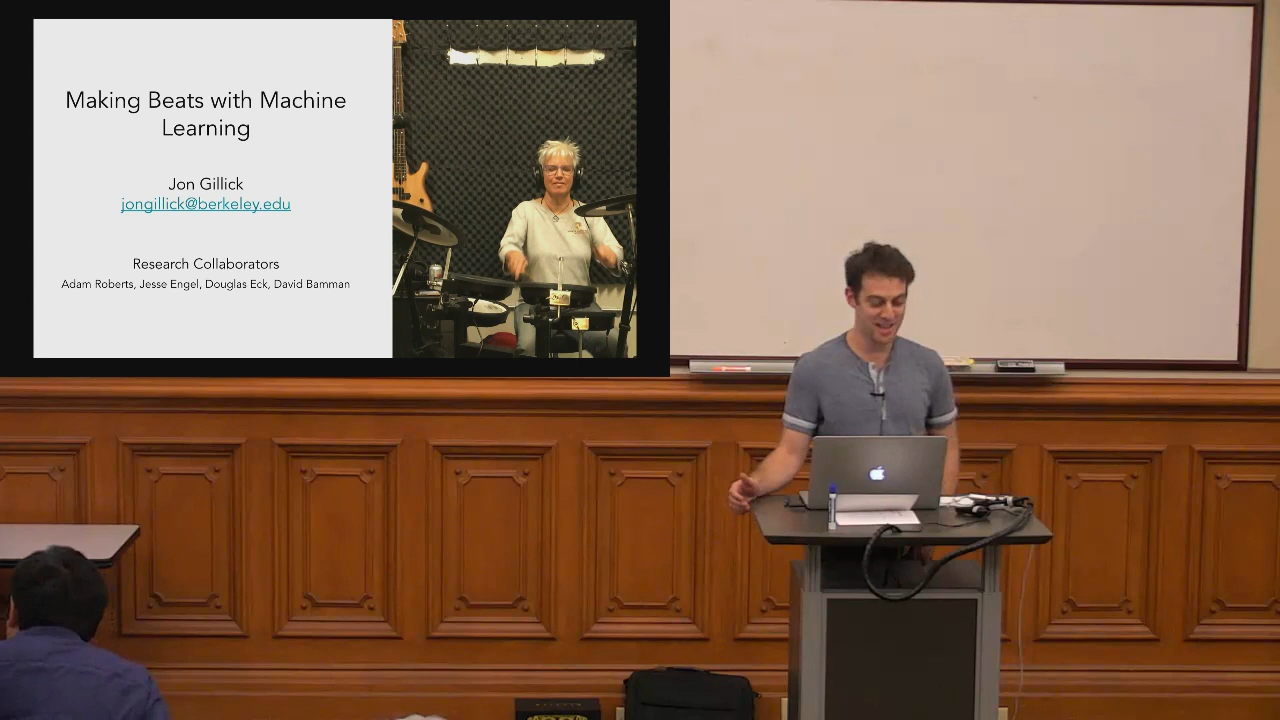 Making Beats with Machine
Learning
Jon Gillick
jongillick@berkeley.edu
Research Collaborators
Adam Roberts, Jesse Engel, Douglas Eck, David Bamman